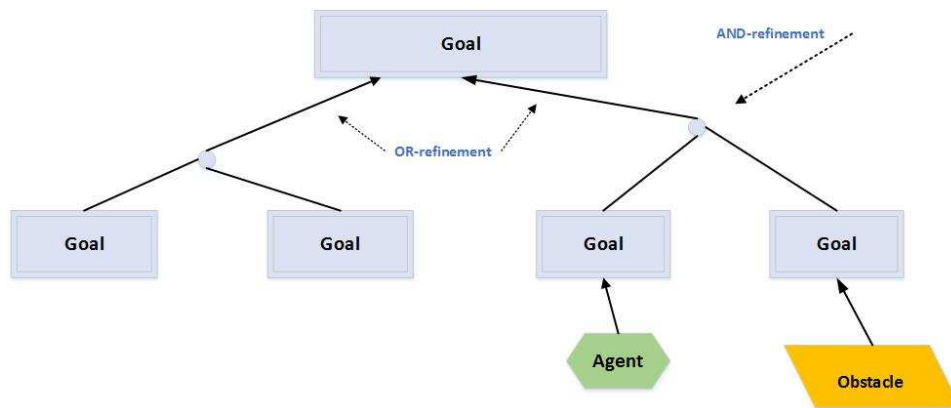 Goal
AND-refinement
OR-refinement
Goal
Goal
Goal
Goal
Agent
Obstacle